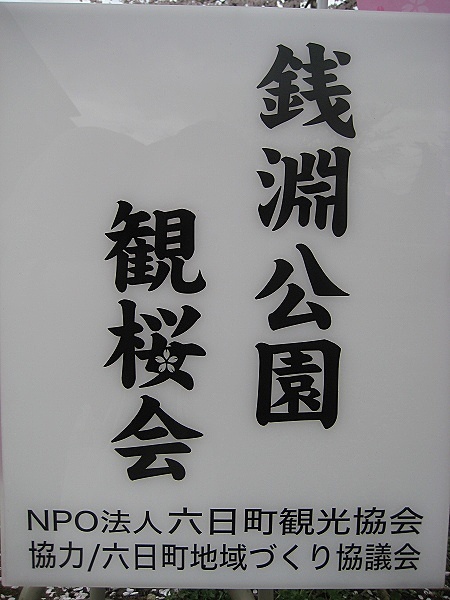 銭淵公園
観桜会
NPO法人六日町観光協会
協力/六日町地域づくり協議会